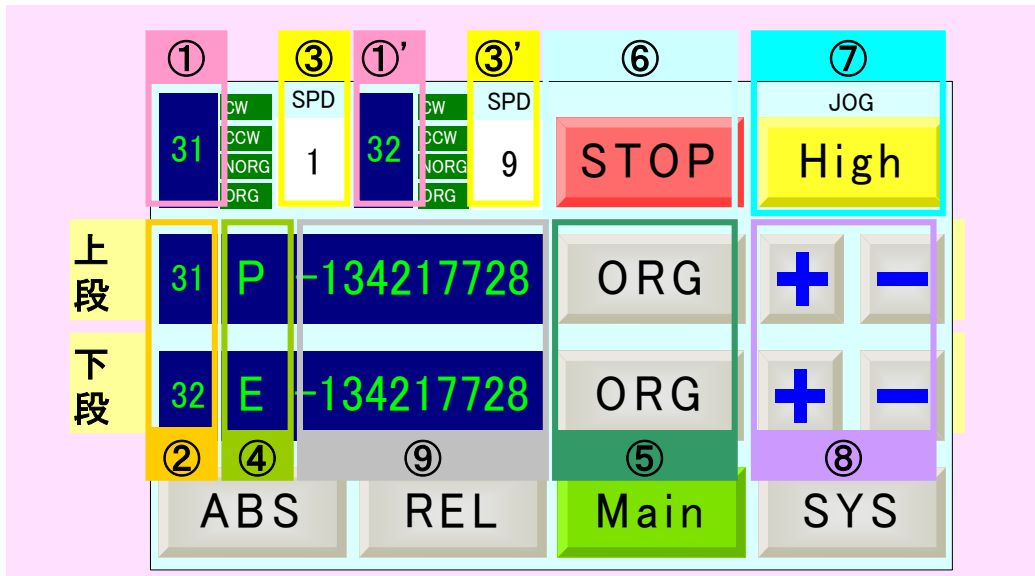 ① ③ ①’ ③’ ⑥ ⑦
SPD SPD JOG
31 CW 1 32 CW 9 STOP High
CCW CCW
NORG NORG
ORG ORG
上段 31 P -134217728 ORG + −
下段 32 E -134217728 ORG + −
② ④ ⑨ ⑤ ⑧
ABS REL Main SYS